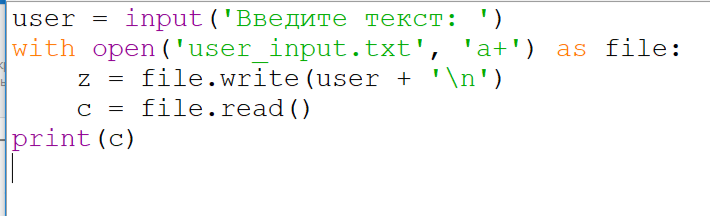 user = input('Введите текст: ')
with open('user_input.txt', 'a+') as file:
    z = file.write(user + '\n')
    c = file.read()
print(c)